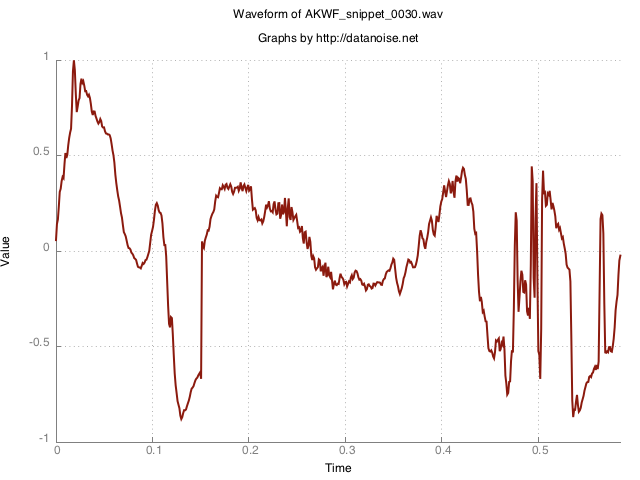 Waveform of AKWF_snippet_0030.wav
Graphs by http://datanoise.net
1
0.5
0
-0.5
-1
Value
0 0.1 0.2 0.3 0.4 0.5
Time